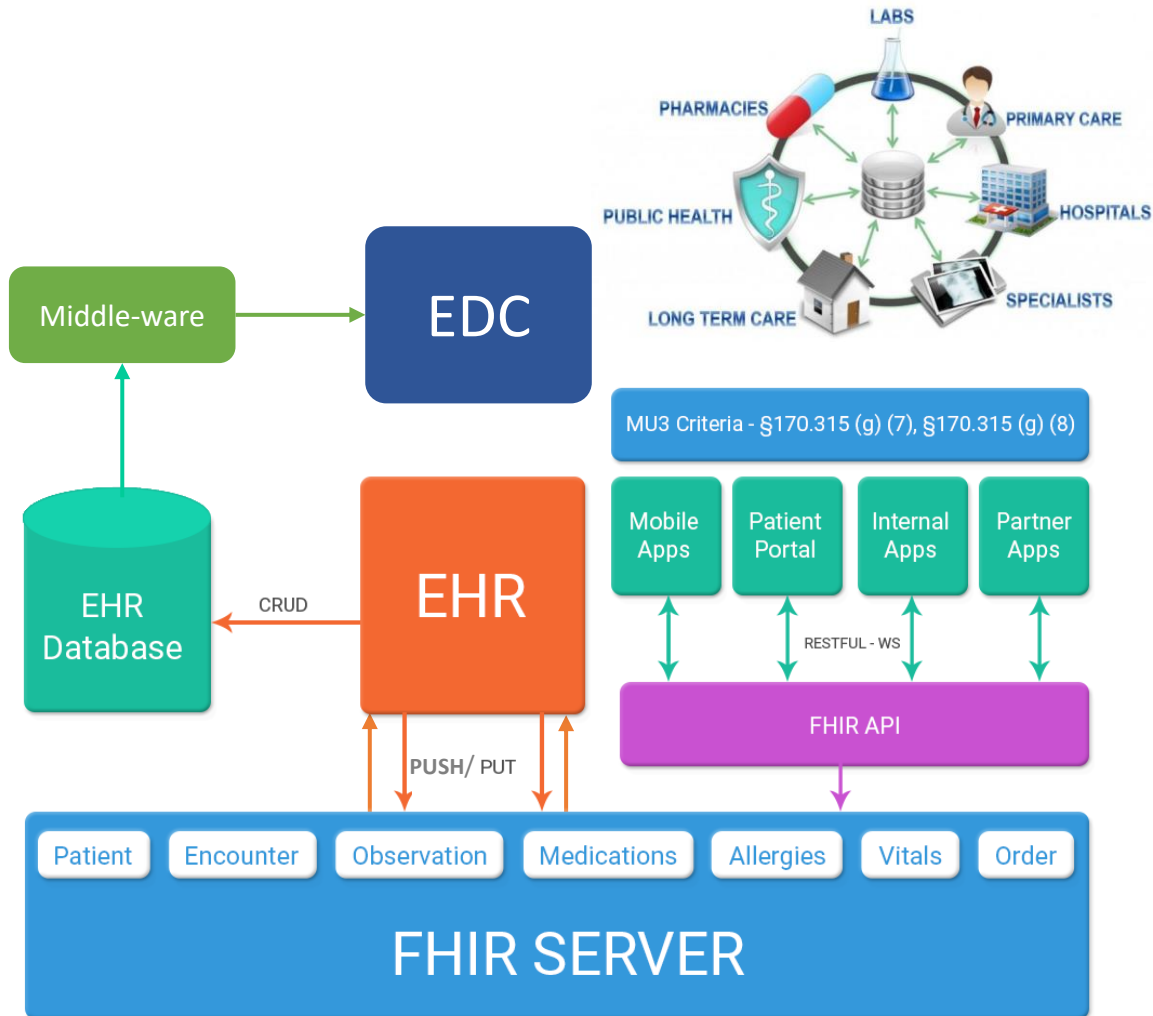 LABS
PHARMACIES
PRIMARY CARE
PUBLIC HEALTH
HOSPITALS
LONG TERM CARE
SPECIALISTS
Middle-ware
EDC
MU3 Criteria - §170.315 (g) (7), §170.315 (g) (8)
EHR
Database
CRUD
EHR
Mobile
Apps
Patient
Portal
Internal
Apps
Partner
Apps
RESTFUL - WS
FHIR API
PUSH/ PUT
Patient
Encounter
Observation
Medications
Allergies
Vitals
Order
FHIR SERVER